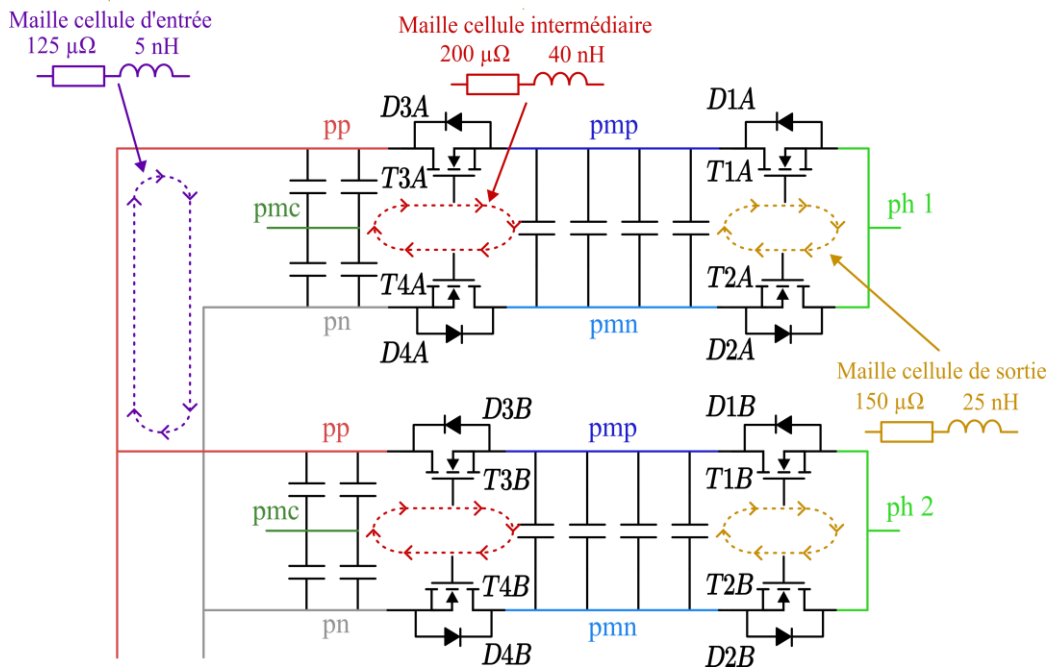 Maille cellule d'entrée
125 µΩ 5 nH
Maille cellule intermédiaire
200 µΩ 40 nH
D3A
D1A
pp
pmp
T3A
T1A
pmc
ph 1
T4A
T2A
pn
pmn
D4A
D2A
Maille cellule de sortie
150 µΩ 25 nH
D3B
D1B
pp
pmp
T3B
T1B
pmc
ph 2
T4B
T2B
pn
pmn
D4B
D2B